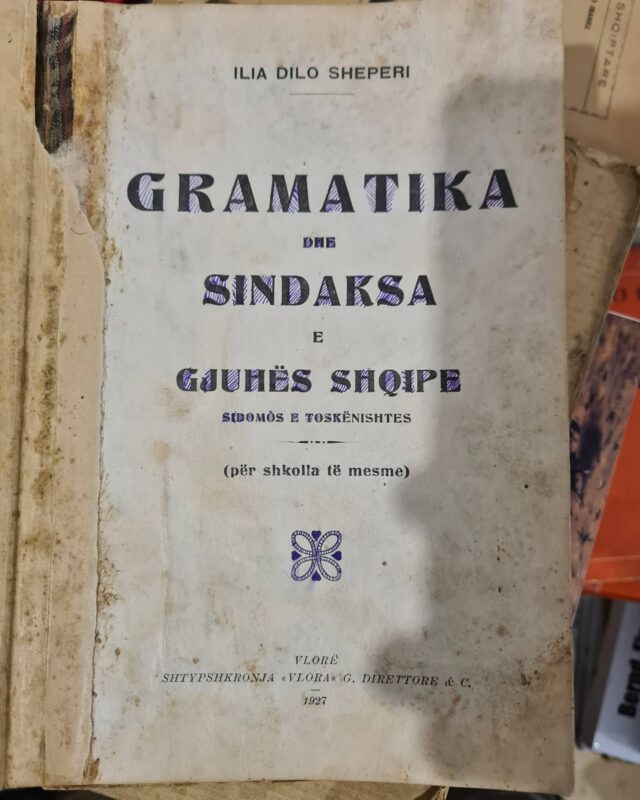 ILIA DILO SHEPERI
GRAMATIKA
DHE
SINDAKSA
E
GJUHËS SHQIPE
SIDOMÒS E TOSKËNISHTES
(për shkolla të mesme)
VLORË
SHTYPSHKRONJA «VLORA» G. DIRETTORE & C.
1927
SHQIPTARE